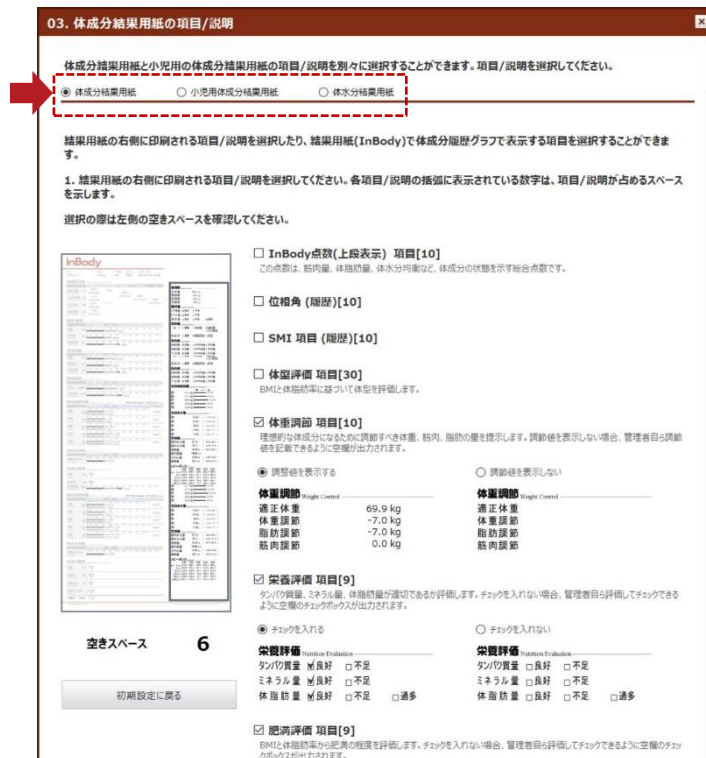 03. 体成分結果用紙の項目/説明
体成分結果用紙と小児用の体成分結果用紙の項目/説明を別々に選択することができます。項目/説明を選択してください。
体成分結果用紙 小児用体成分結果用紙 体水分結果用紙
結果用紙の右側に印刷される項目/説明を選択したり、結果用紙(InBody)で体成分履歴グラフで表示する項目を選択することができま
す。
1. 結果用紙の右側に印刷される項目/説明を選択してください。各項目/説明の括弧に表示されている数字は、項目/説明が占めるスペース
を示します。
選択の際は左側の空きスペースを確認してください。
InBody
InBody点数(上段表示) 項目[10]
この点数は、筋肉量、体脂肪量、体水分均衡など、体成分の状態を示す総合点数です。
位相角 (履歴)[10]
SMI 項目 (履歴)[10]
体型評価 項目[30]
BMIと体脂肪率に基づいて体型を評価します。
体重調節 項目[10]
理想的な体成分になるために調節すべき体重、筋肉、脂肪の量を提示します。調節値を表示しない場合、管理者自ら調節
値を記載できるように空欄が出力されます。
調整値を表示する 調節値を表示しない
体重調節 Weight Control 体重調節 Weight Control
適正体重 69.9 kg 適正体重
体重調節 -7.0 kg 体重調節
脂肪調節 -7.0 kg 脂肪調節
筋肉調節 0.0 kg 筋肉調節
栄養評価 項目[9]
タンパク質量、ミネラル量、体脂肪量が適切であるか評価します。チェックを入れない場合、管理者自ら評価してチェックできる
ように空欄のチェックボックスが出力されます。
チェックを入れる チェックを入れない
栄養評価 Nutrition Evaluation 栄養評価 Nutrition Evaluation
タンパク質量 良好 不足 タンパク質量 良好 不足
ミネラル量 良好 不足 ミネラル量 良好 不足
体脂肪量 良好 不足 過多 体脂肪量 良好 不足 過多
空きスペース 6
初期設定に戻る
肥満評価 項目[9]
BMIと体脂肪率から肥満の程度を評価します。チェックを入れない場合、管理者自ら評価してチェックできるように空欄のチェッ
クボックスが出力されます。